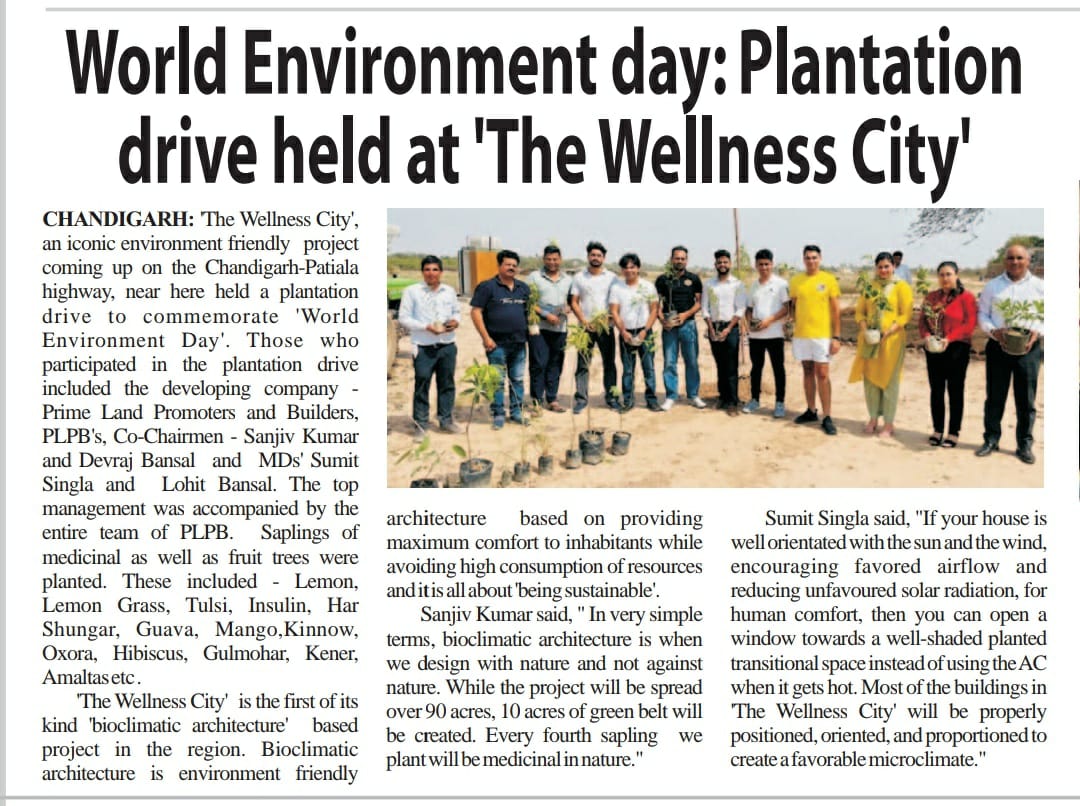 World Environment day: Plantation
drive held at 'The Wellness City'
CHANDIGARH: 'The Wellness City',
an iconic environment friendly project
coming up on the Chandigarh-Patiala
highway, near here held a plantation
drive to commemorate 'World
Environment Day'. Those who
participated in the plantation drive
included the developing company -
Prime Land Promoters and Builders,
PLPB's, Co-Chairmen - Sanjiv Kumar
and Devraj Bansal and MDs' Sumit
Singla and Lohit Bansal. The top
management was accompanied by the
entire team of PLPB. Saplings of
medicinal as well as fruit trees were
planted. These included - Lemon,
Lemon Grass, Tulsi, Insulin, Har
Shungar, Guava, Mango,Kinnow,
Oxora, Hibiscus, Gulmohar, Kener,
Amaltas etc .
'The Wellness City' is the first of its
kind 'bioclimatic architecture' based
project in the region. Bioclimatic
architecture is environment friendly
architecture based on providing
maximum comfort to inhabitants while
avoiding high consumption of resources
and it is all about 'being sustainable'.
Sanjiv Kumar said, " In very simple
terms, bioclimatic architecture is when
we design with nature and not against
nature. While the project will be spread
over 90 acres, 10 acres of green belt will
be created. Every fourth sapling we
plant will be medicinal in nature."
Sumit Singla said, "If your house is
well orientated with the sun and the wind,
encouraging favored airflow and
reducing unfavoured solar radiation, for
human comfort, then you can open a
window towards a well-shaded planted
transitional space instead of using the AC
when it gets hot. Most of the buildings in
'The Wellness City' will be properly
positioned, oriented, and proportioned to
create a favorable microclimate."